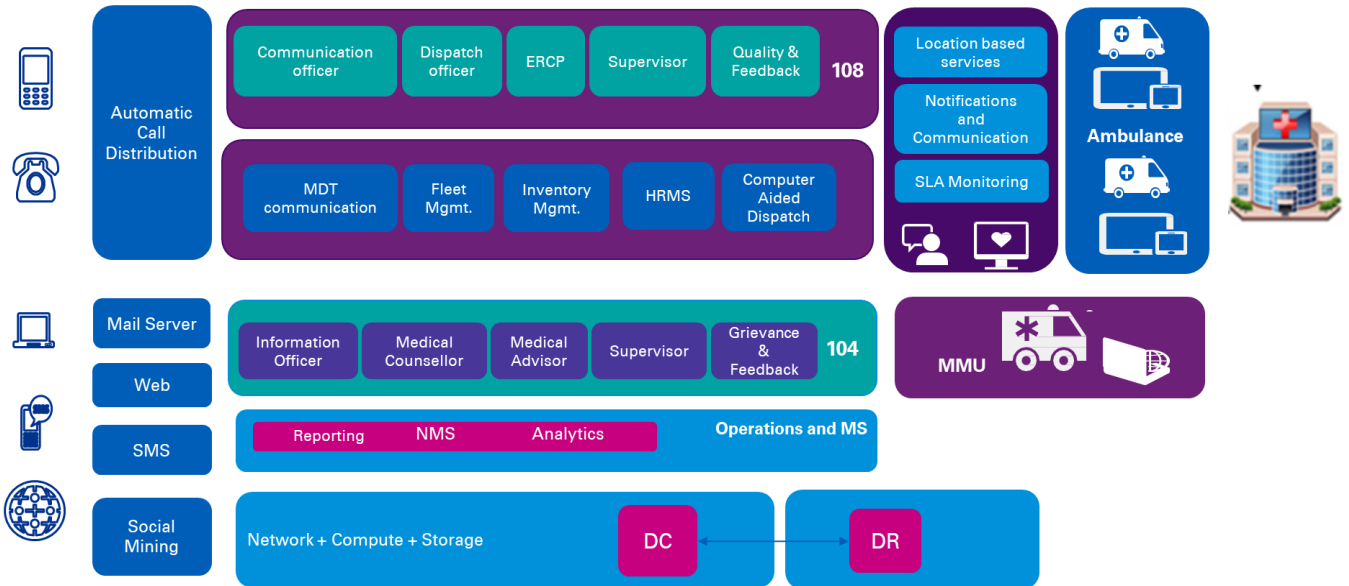 Automatic
Call
Distribution
Communication
officer
Dispatch
officer
ERCP
Supervisor
Quality &
Feedback
108
MDT
communication
Fleet
Mgmt.
Inventory
Mgmt.
HRMS
Computer
Aided
Dispatch
Location based
services
Notifications
and
Communication
SLA Monitoring
Ambulance
Mail Server
Web
SMS
Social
Mining
SMS
Information
Officer
Medical
Counsellor
Medical
Advisor
Supervisor
Grievance
&
Feedback
104
MMU
Reporting
NMS
Analytics
Operations and MS
Network + Compute + Storage
DC
DR